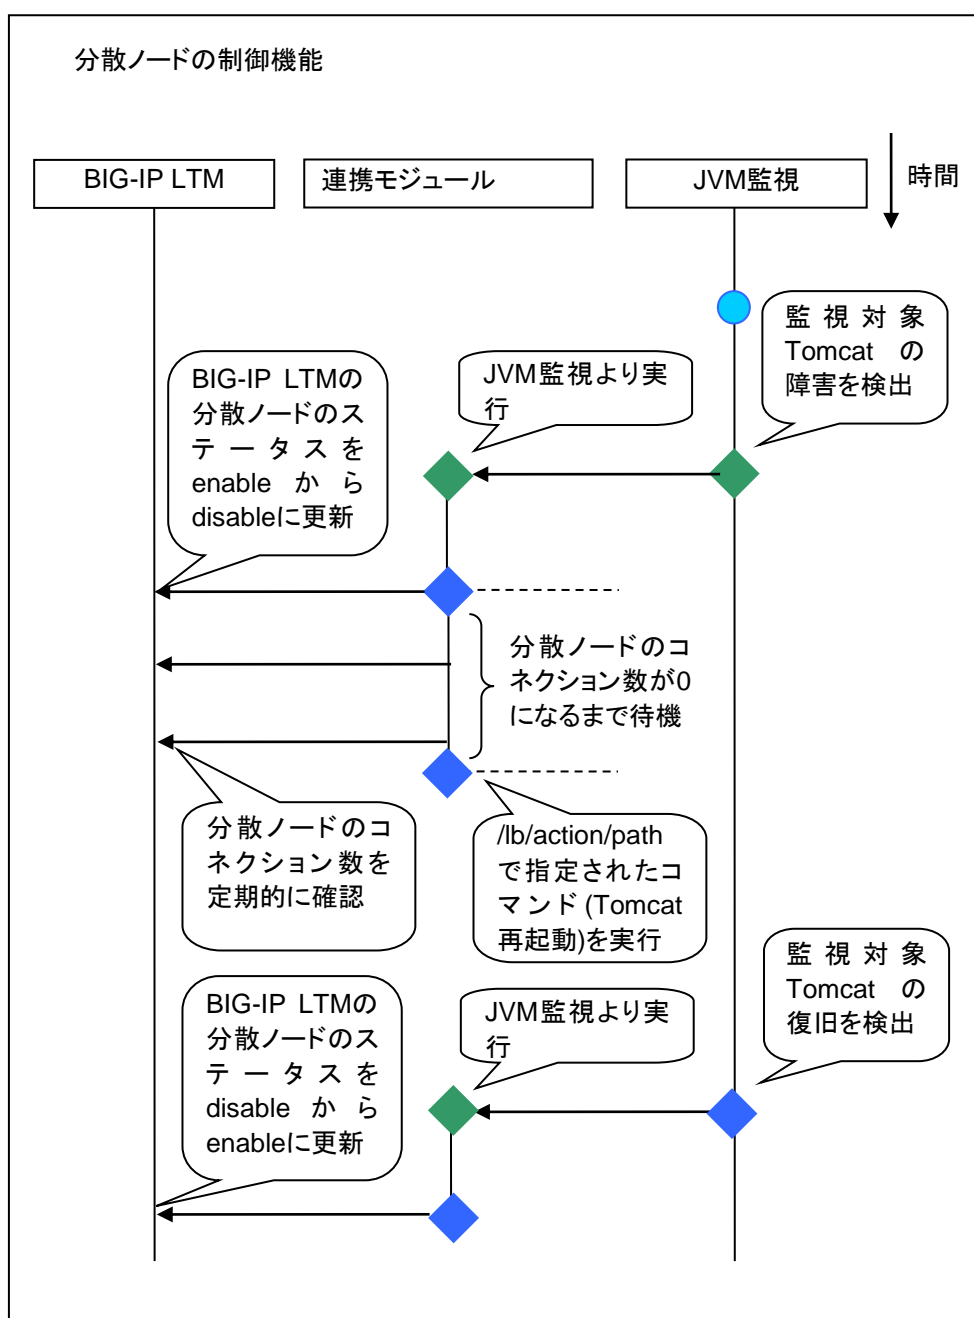 分散ノードの制御機能
BIG-IP LTM
連携モジュール
JVM監視
時間
監視対象
Tomcat の
障害を検出
JVM監視より実
行
BIG-IP LTMの
分散ノードのス
テータスを
enable から
disableに更新
分散ノードのコ
ネクション数が0
になるまで待機
分散ノードのコ
ネクション数を
定期的に確認
/lb/action/path
で指定されたコ
マンド(Tomcat
再起動)を実行
監視対象
Tomcat の
復旧を検出
JVM監視より実
行
BIG-IP LTMの
分散ノードのス
テータスを
disable から
enableに更新